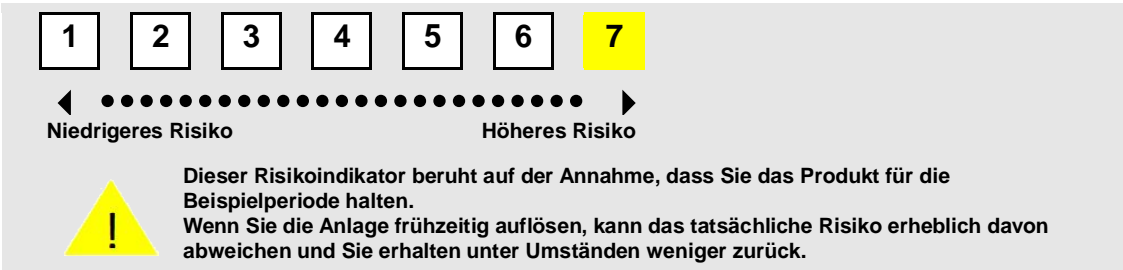 1 2 3 4 5 6 7
Niedrigeres Risiko Höheres Risiko
Dieser Risikoindikator beruht auf der Annahme, dass Sie das Produkt für die
Beispielperiode halten.
Wenn Sie die Anlage frühzeitig auflösen, kann das tatsächliche Risiko erheblich davon
abweichen und Sie erhalten unter Umständen weniger zurück.
!